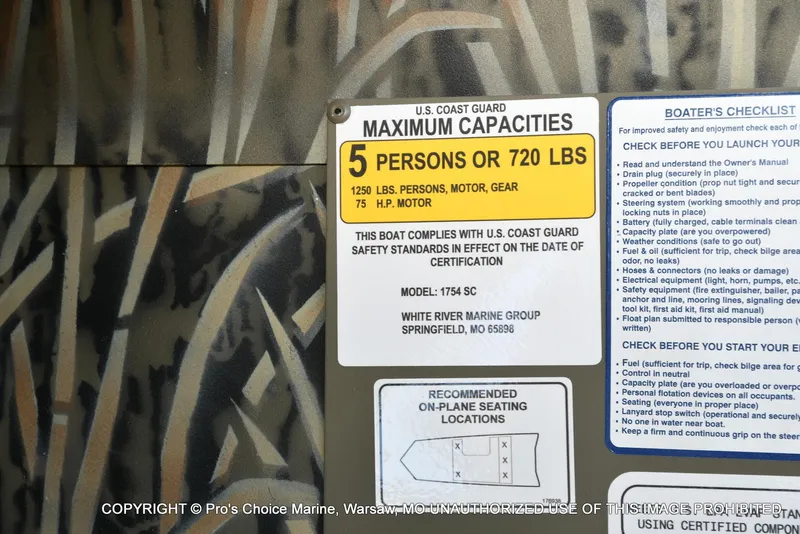 U.S. COAST GUARD
MAXIMUM CAPACITIES
5 PERSONS OR 720 LBS
1250 LBS. PERSONS, MOTOR, GEAR
75 H.P. MOTOR
THIS BOAT COMPLIES WITH U.S. COAST GUARD
SAFETY STANDARDS IN EFFECT ON THE DATE OF
CERTIFICATION
MODEL: 1754 SC
WHITE RIVER MARINE GROUP
SPRINGFIELD, MO 65898
RECOMMENDED
ON-PLANE SEATING
LOCATIONS
X X
X
X X
176936
BOATER'S CHECKLIST
For improved safety and enjoyment check each of
CHECK BEFORE YOU LAUNCH YOUR
• Read and understand the Owner's Manual
• Drain plug (securely in place)
• Propeller condition (prop nut tight and
cracked or bent blades)
• Steering system (working smoothly and
locking nuts in place)
• Battery (fully charged, cable terminals clean
• Capacity plate (are you overpowered)
• Weather conditions (safe to go out)
• Fuel & oil (sufficient for trip, check bilge area
odor, no leaks)
• Hoses & connectors (no leaks or damage)
• Electrical equipment (light, horn, pumps, etc.
• Safety equipment (fire extinguisher, bailer,
anchor and line, mooring lines, signaling
tool kit, first aid kit, first aid manual)
• Float plan submitted to responsible person
written)
CHECK BEFORE YOU START YOUR
• Fuel (sufficient for trip, check bilge area for
• Control in neutral
• Capacity plate (are you overloaded or
• Personal flotation devices on all occupants.
• Seating (everyone in proper place)
• Lanyard stop switch (operational and
• No one in water near boat.
• Keep a firm and continuous grip on the
USING CERTIFIED
COPYRIGHT © Pro's Choice Marine, Warsaw, MO UNAUTHORIZED USE OF THIS IMAGE PROHIBITED